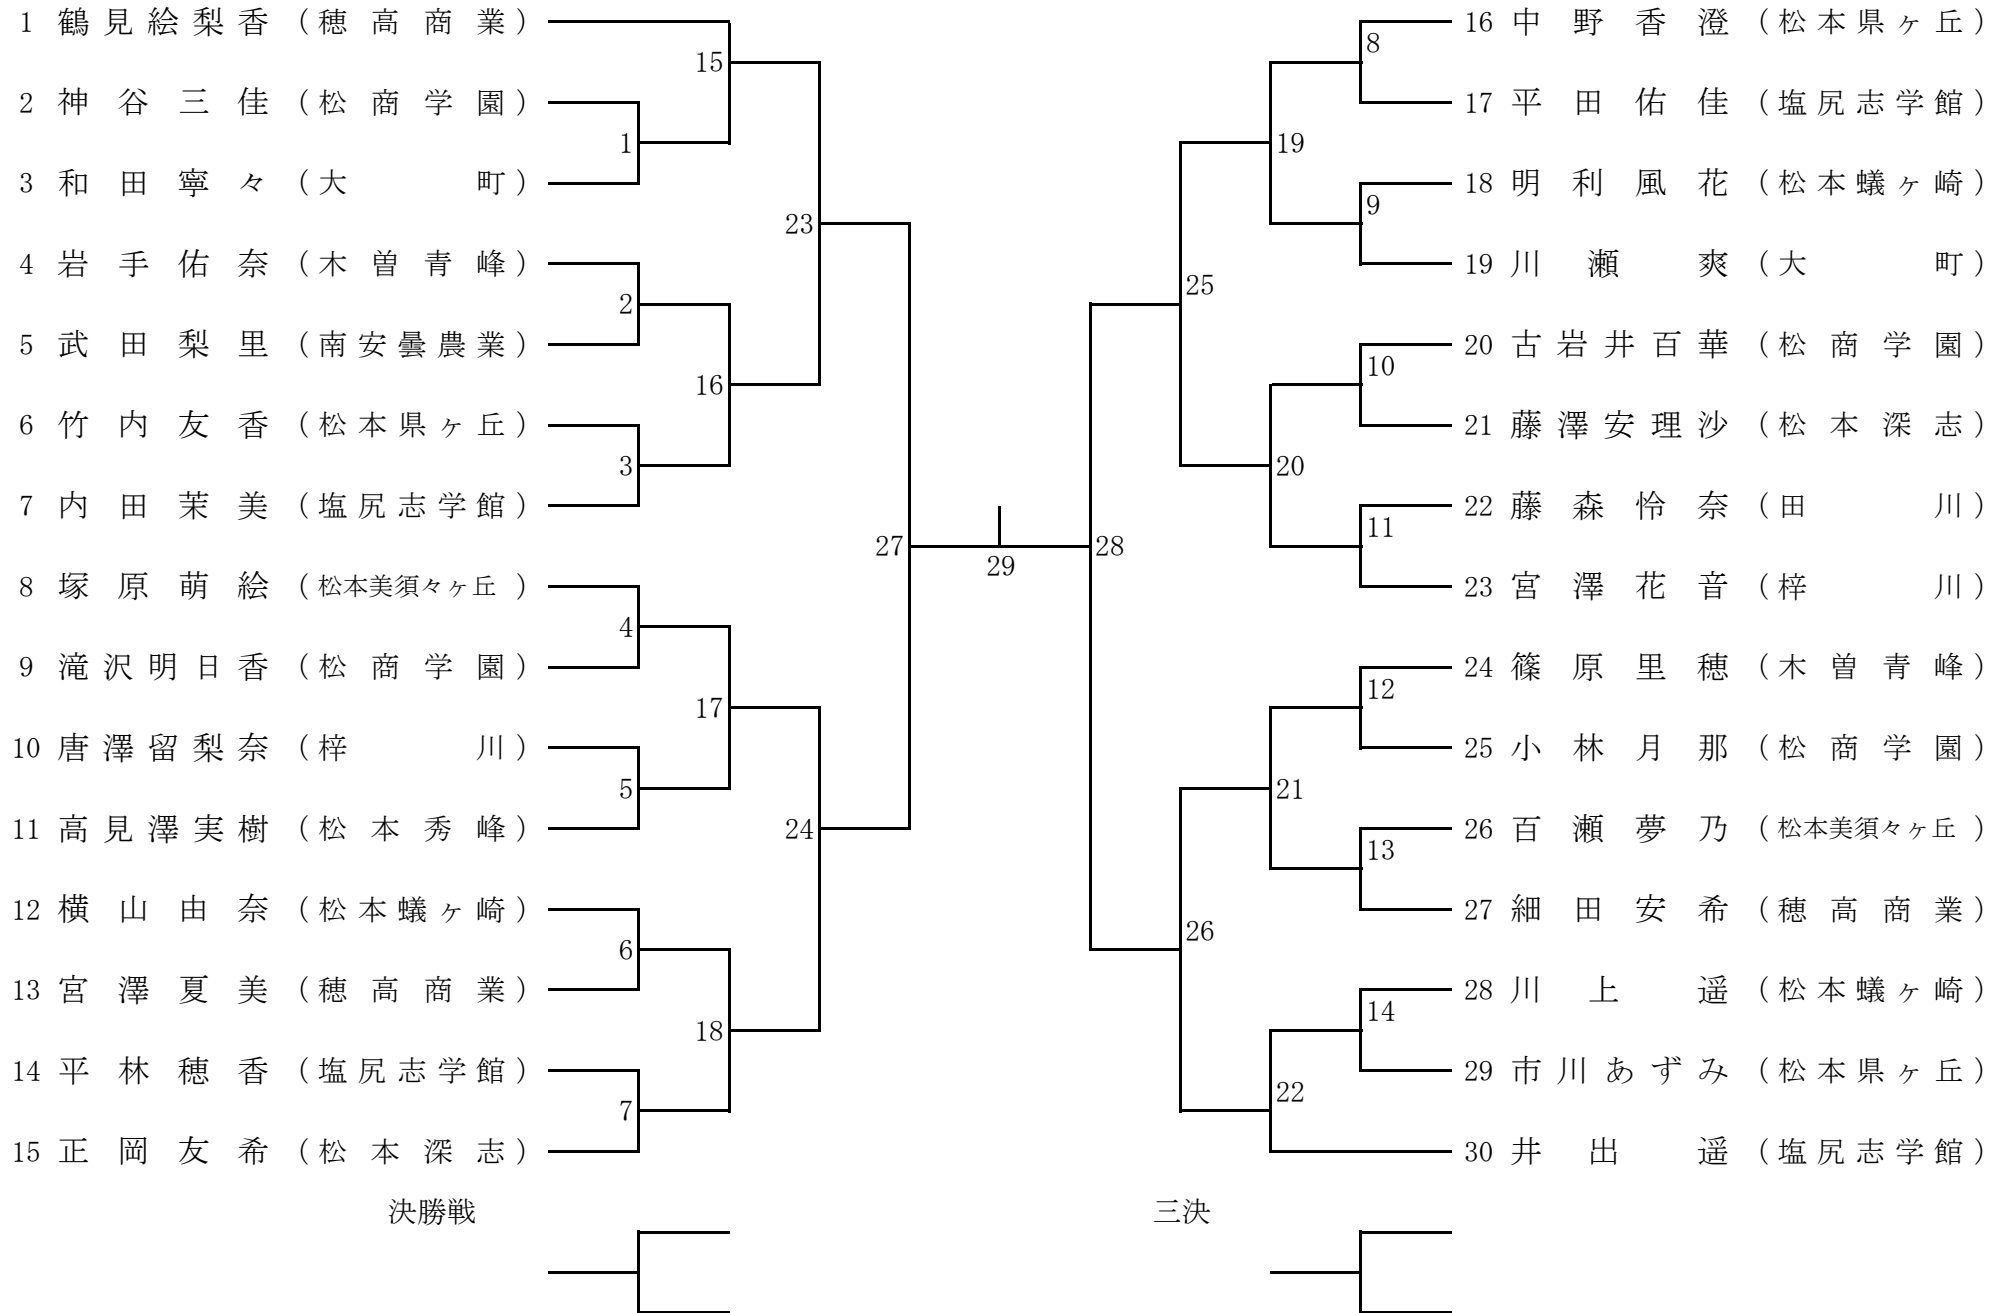 1 鶴見絵梨香 (穂高商業)
15
2 神谷三佳 (松商学園)
1
3 和田寧々 (大町)
23
4 岩手佑奈 (木曽青峰)
2
5 武田梨里 (南安曇農業)
16
6 竹内友香 (松本県ヶ丘)
3
7 内田茉美 (塩尻志学館)
27
8 塚原萌絵 (松本美須々ヶ丘)
4
9 滝沢明日香 (松商学園)
17
10 唐澤留梨奈 (梓川)
5
11 高見澤実樹 (松本秀峰)
24
12 横山由奈 (松本蟻ヶ崎)
6
13 宮澤夏美 (穂高商業)
18
14 平林穂香 (塩尻志学館)
7
15 正岡友希 (松本深志)
29
16 中野香澄 (松本県ヶ丘)
8
17 平田佑佳 (塩尻志学館)
19
18 明利風花 (松本蟻ヶ崎)
9
19 川瀬爽 (大町)
25
20 古岩井百華 (松商学園)
10
21 藤澤安理沙 (松本深志)
20
22 藤森怜奈 (田川)
11
28
23 宮澤花音 (梓川)
24 篠原里穂 (木曽青峰)
12
25 小林月那 (松商学園)
21
26 百瀬夢乃 (松本美須々ヶ丘)
13
27 細田安希 (穂高商業)
26
28 川上遥 (松本蟻ヶ崎)
14
29 市川あずみ (松本県ヶ丘)
22
30 井出遥 (塩尻志学館)
決勝戦
三決